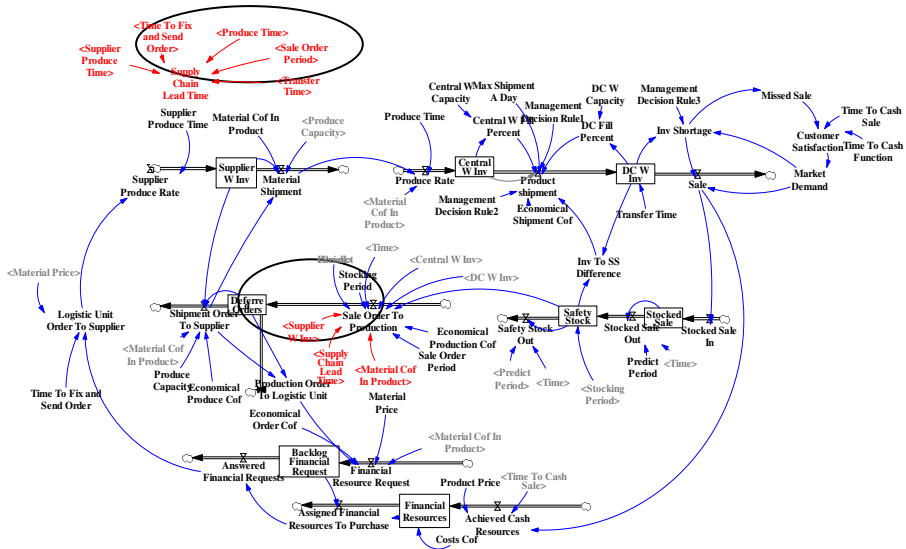 <Time To Fix
and Send
Order>
<Produce Time>
<Sale Order
Period>
<Supplier
Produce
Time>
Supply
Chain
Lead Time
<Transfer
Time>
Supplier
Produce Time
Material Cof In
Product
<Produce
Capacity>
Produce Time
Central W
Capacity
Max Shipment
A Day
Central W Fill
Percent
Management
Decision Rule1
DC W
Capacity
DC Fill
Percent
Management
Decision Rule3
Inv Shortage
Missed Sale
Time To Cash
Sale
Customer
Satisfaction
Time To Cash
Function
Market
Demand
Supplier
Produce Rate
Supplier
W Inv
Material
Shipment
Produce Rate
Central
W Inv
Product
shipment
DC W
Inv
Sale
<Material
Cof In
Product>
Management
Decision Rule2
Economical
Shipment Cof
Transfer Time
<Material Price>
Logistic Unit
Order To Supplier
Shipment Order
To Supplier
Deferre
Orders
Stocking
Period
<Time>
<Central W Inv>
<DC W Inv>
Sale Order To
Production
<Supplier
W Inv>
<Supply
Chain
Lead
Time>
<Material Cof
In Product>
Economical
Production Cof
Sale Order
Period
Inv To SS
Difference
Safety Stock
Out
Safety
Stock
Stocked Sale
Out
Stocked
Sale
Stocked Sale
In
<Predict
Period>
<Time>
Predict
Period
<Time>
<Stocking
Period>
<Material Cof
In Product>
Produce
Capacity
Economical
Produce Cof
Production Order
To Logistic Unit
Time To Fix and
Send Order
Economical
Order Cof
Material
Price
<Material Cof In
Product>
Answered
Financial Requests
Backlog
Financial
Request
Financial
Resource Request
Assigned Financial
Resources To Purchase
Financial
Resources
Product Price
<Time To Cash
Sale>
Achieved Cash
Resources
Costs Cof